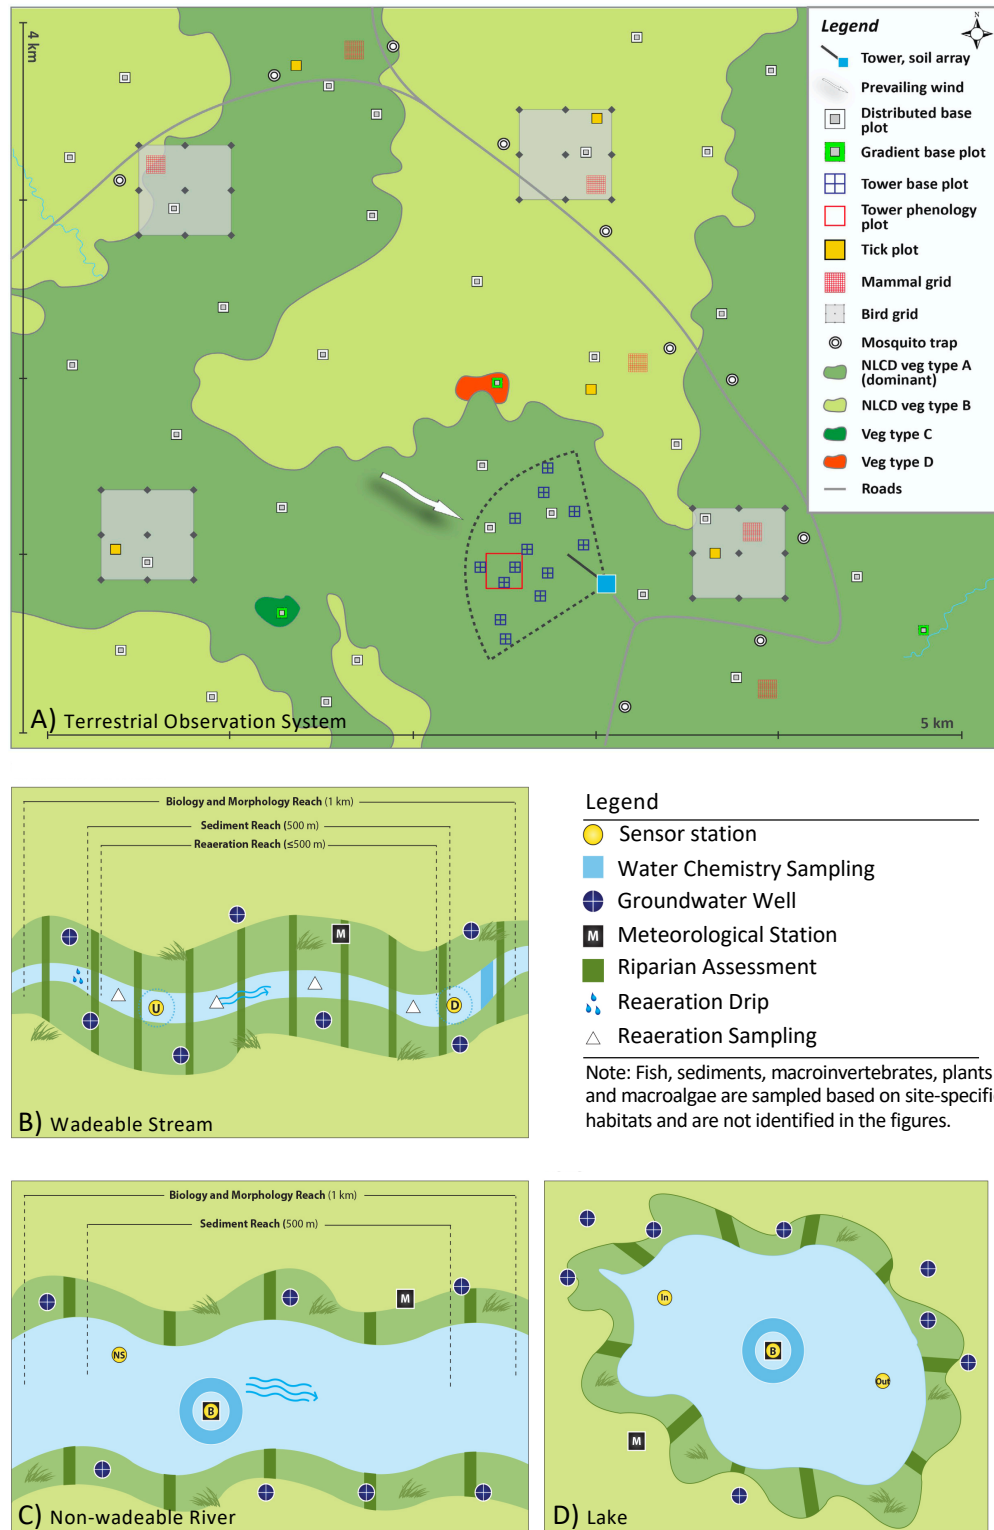 4 km
Legend
N
Tower, soil array
Prevailing wind
Distributed base
plot
Gradient base plot
Tower base plot
Tower phenology
plot
Tick plot
Mammal grid
Bird grid
Mosquito trap
NLCD veg type A
(dominant)
NLCD veg type B
Veg type C
Veg type D
Roads
A) Terrestrial Observation System
5 km
Biology and Morphology Reach (1 km)
Sediment Reach (500 m)
Reaeration Reach (≤500 m)
M
U
D
B) Wadeable Stream
Legend
Sensor station
Water Chemistry Sampling
Groundwater Well
M Meteorological Station
Riparian Assessment
Reaeration Drip
Reaeration Sampling
Note: Fish, sediments, macroinvertebrates, plants
and macroalgae are sampled based on site-specific
habitats and are not identified in the figures.
Biology and Morphology Reach (1 km)
Sediment Reach (500 m)
M
NS
B
C) Non-wadeable River
In
B
Out
M
D) Lake